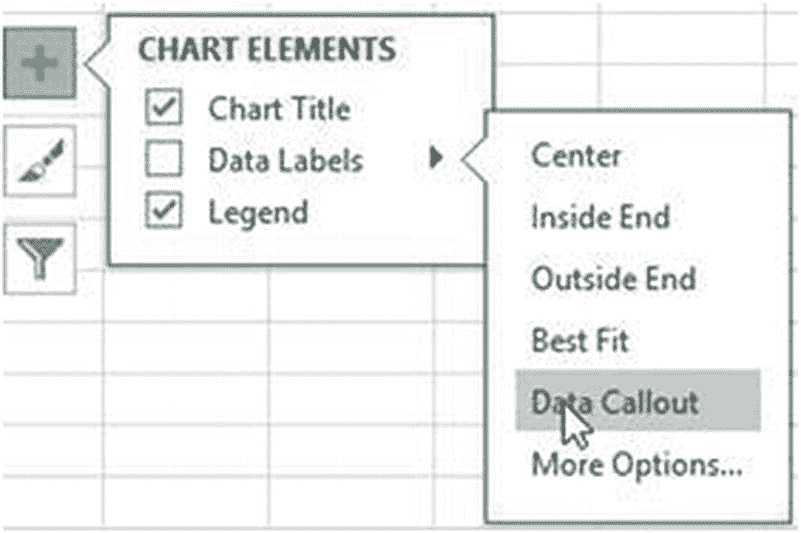 CHART ELEMENTS
Chart Title
Data Labels
Legend
Center
Inside End
Outside End
Best Fit
Data Callout
More Options...